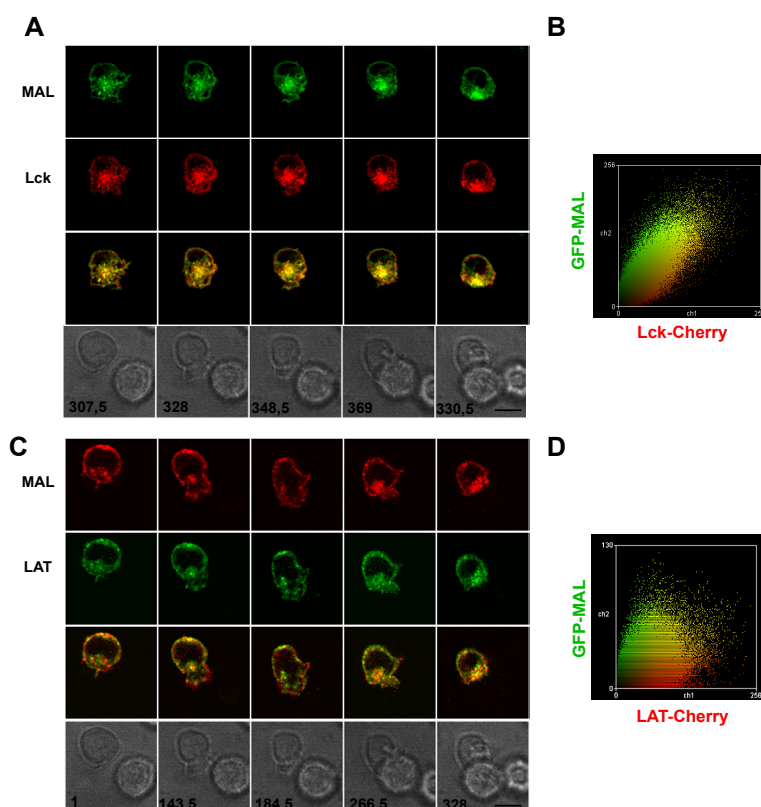 A
B
MAL
Lck
307,5 328 348,5 369 330,5
256
ch2
GFP-MAL
0
0 ch1 25
Lck-Cherry
C
D
MAL
LAT
1 143,5 184,5 266,5 328
130
ch2
GFP-MAL
0
0 ch1 256
LAT-Cherry